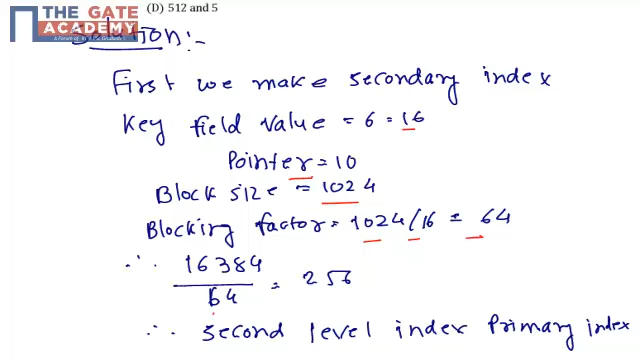 THE GATE
ACADEMY
(D) 512 and 5
Solution:-
First we make secondary index
Key field value = 6 = 16
Pointer = 10
Block size = 1024
Blocking factor = 1024/16 = 64
∴ 16384/64 = 256
∴ second level index Primary index